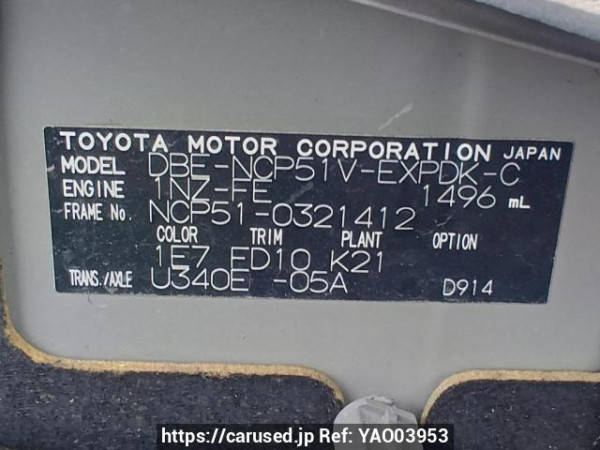 TOYOTA MOTOR CORPORATION JAPAN
MODEL DBE-NCP51V-EXPDK-C
ENGINE 1NZ-FE 1496 mL
FRAME No. NCP51-0321412
COLOR TRIM PLANT OPTION
1E7 FD10 K21
TRANS./AXLE U340E -05A D914
https://carused.jp Ref: YA003953